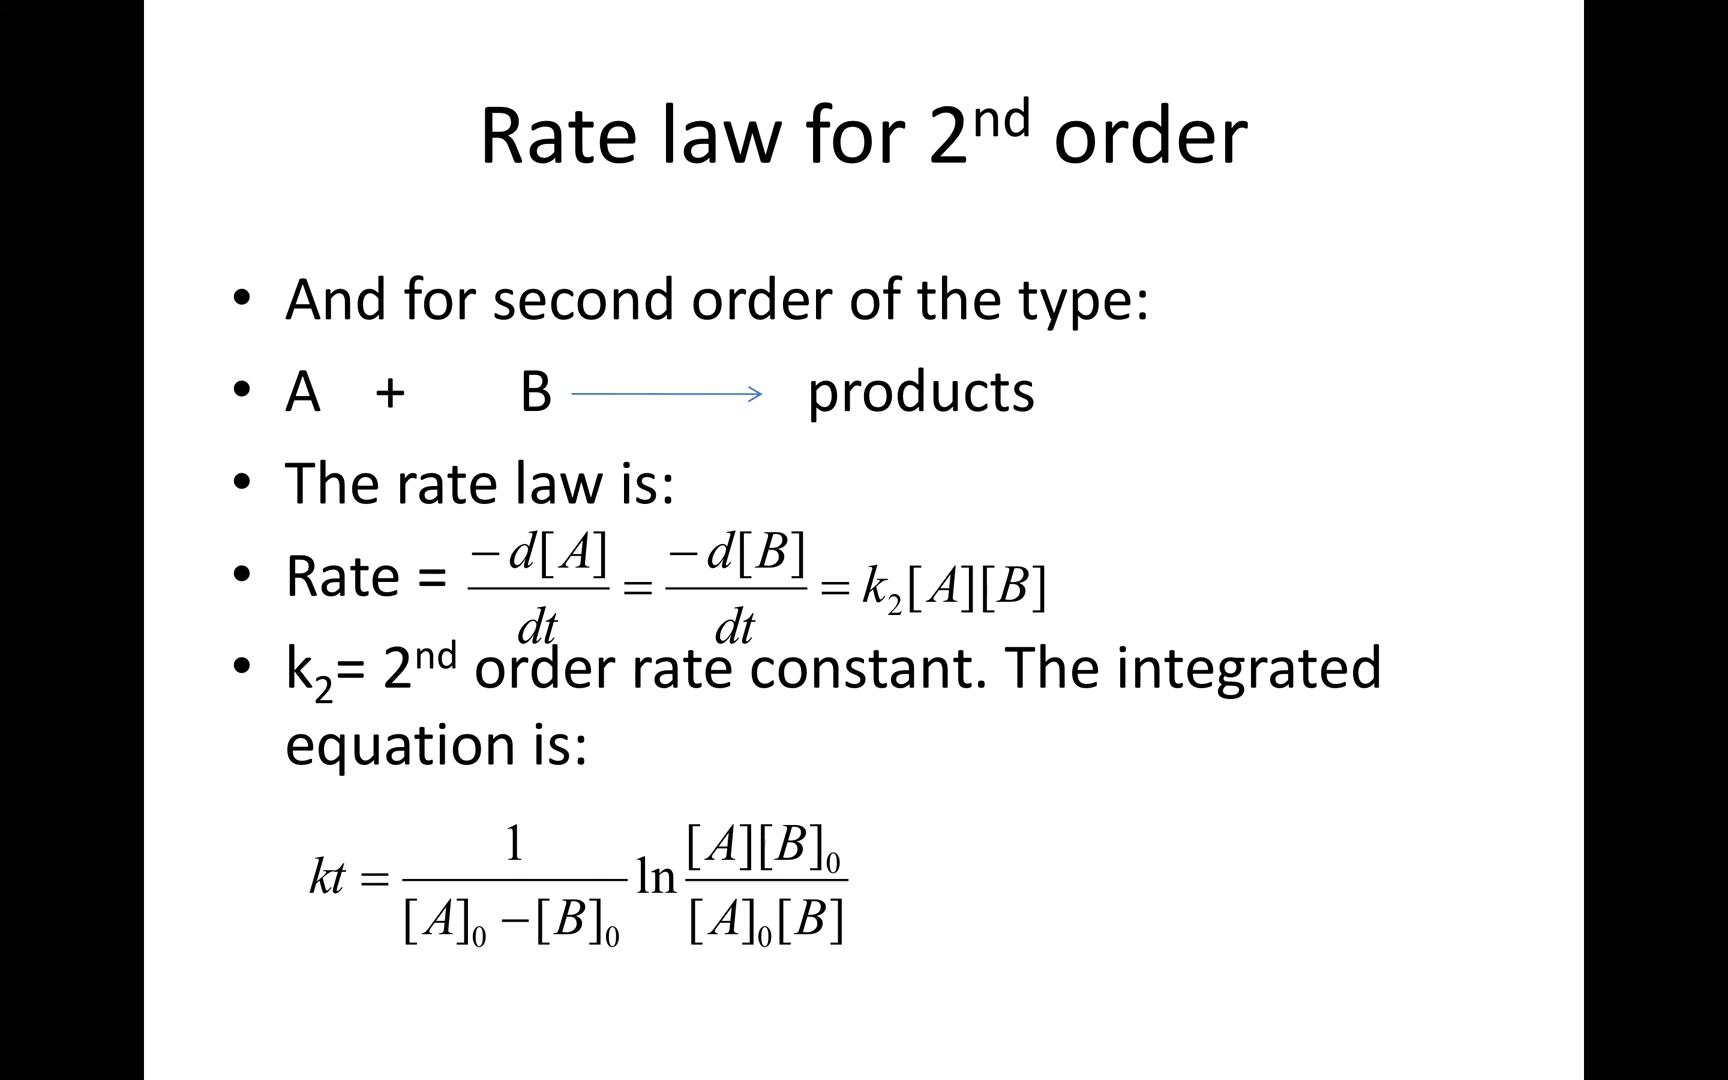 Rate law for 2nd order
• And for second order of the type:
• A + B → products
• The rate law is:
• Rate = −d[A]/dt = −d[B]/dt = k₂[A][B]
• k₂= 2nd order rate constant. The integrated
equation is:
kt = 1/([A]₀ − [B]₀) ln [A][B]₀/[A]₀[B]